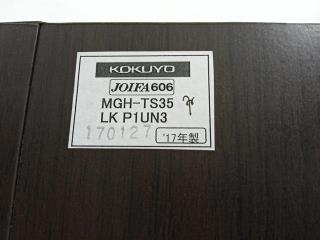 KOKUYO
JOIFA606
MGH-TS35
LK P1UN3
170127
'17年製